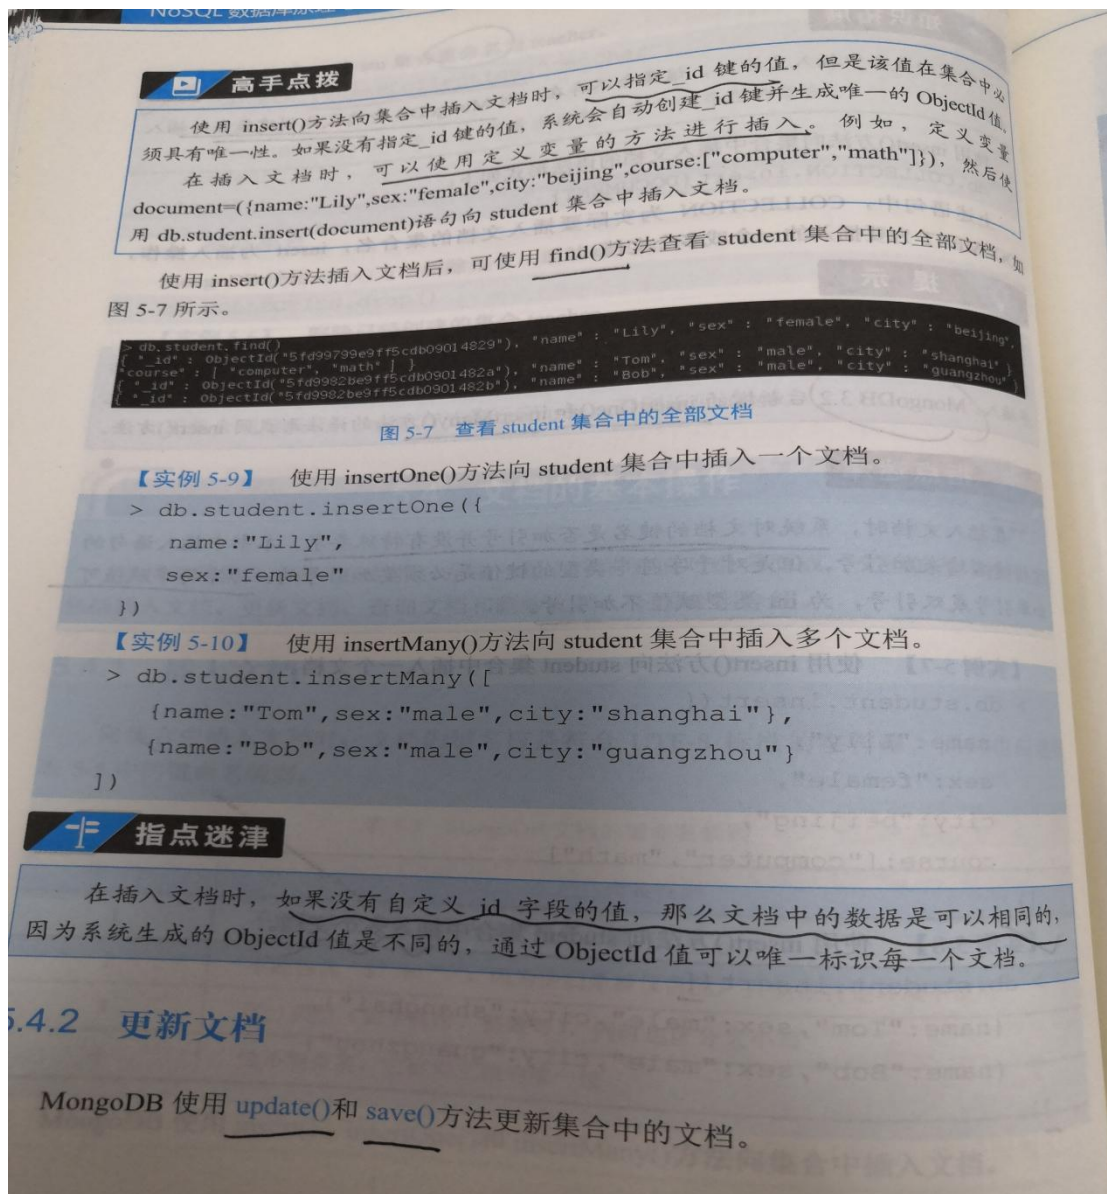 NoSQL 数据库原理
高手点拨
使用 insert()方法向集合中插入文档时，可以指定_id 键的值，但是该值在集合中必
须具有唯一性。如果没有指定_id 键的值，系统会自动创建_id 键并生成唯一的 ObjectId 值。
在插入文档时，可以使用定义变量的方法进行插入。例如，定义变量
document=({name:"Lily",sex:"female",city:"beijing",course:["computer","math"]})，然后使
用 db.student.insert(document)语句向 student 集合中插入文档。
使用 insert()方法插入文档后，可使用 find()方法查看 student 集合中的全部文档，如
图 5-7 所示。
> db.student.find()
{ "_id" : ObjectId("5fd99799e9ff5cdb09014829"), "name" : "Lily", "sex" : "female", "city" : "beijing",
"course" : [ "computer", "math" ] }
{ "_id" : ObjectId("5fd9982be9ff5cdb0901482a"), "name" : "Tom", "sex" : "male", "city" : "shanghai" }
{ "_id" : ObjectId("5fd9982be9ff5cdb0901482b"), "name" : "Bob", "sex" : "male", "city" : "guangzhou" }
图 5-7 查看 student 集合中的全部文档
【实例 5-9】 使用 insertOne()方法向 student 集合中插入一个文档。
> db.student.insertOne({
name:"Lily",
sex:"female"
})
【实例 5-10】 使用 insertMany()方法向 student 集合中插入多个文档。
> db.student.insertMany([
{name:"Tom",sex:"male",city:"shanghai"},
{name:"Bob",sex:"male",city:"guangzhou"}
])
指点迷津
在插入文档时，如果没有自定义_id 字段的值，那么文档中的数据是可以相同的，
因为系统生成的 ObjectId 值是不同的，通过 ObjectId 值可以唯一标识每一个文档。
5.4.2 更新文档
MongoDB 使用 update()和 save()方法更新集合中的文档。